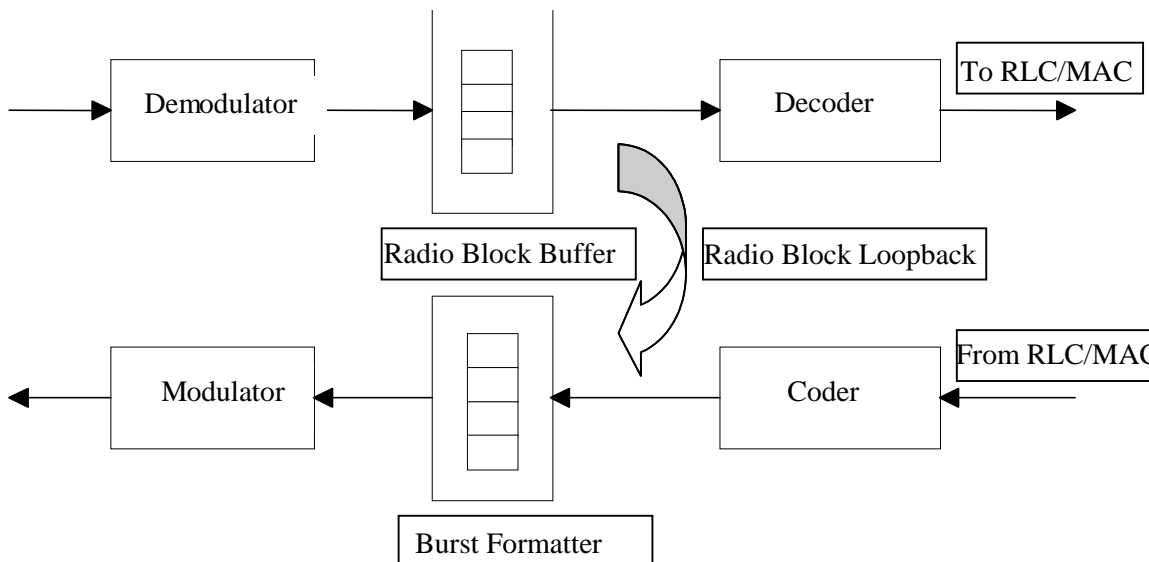 To RLC/MAC
Demodulator
Decoder
Radio Block Buffer
Radio Block Loopback
From RLC/MAC
Modulator
Coder
Burst Formatter